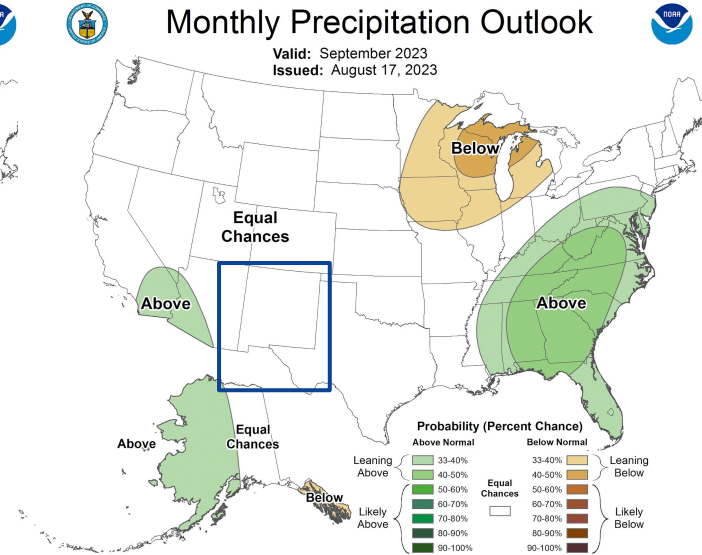 Monthly Precipitation Outlook
NOAA
Valid: September 2023
Issued: August 17, 2023
Below
Equal
Chances
Above
Above
Above
Equal
Chances
Below
Probability (Percent Chance)
Above Normal
Below Normal
Leaning
Above
33-40%
40-50%
Likely
Above
50-60%
60-70%
70-80%
80-90%
90-100%
Equal
Chances
33-40%
40-50%
Leaning
Below
50-60%
60-70%
70-80%
80-90%
90-100%
Likely
Below